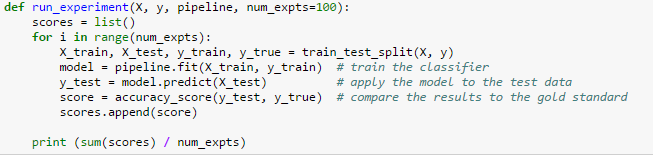 def run_experiment(X, y, pipeline, num_expts=100):
    scores = list()
    for i in range(num_expts):
        X_train, X_test, y_train, y_true = train_test_split(X, y)
        model = pipeline.fit(X_train, y_train)  # train the classifier
        y_test = model.predict(X_test)          # apply the model to the test data
        score = accuracy_score(y_test, y_true)  # compare the results to the gold standard
        scores.append(score)

    print (sum(scores) / num_expts)